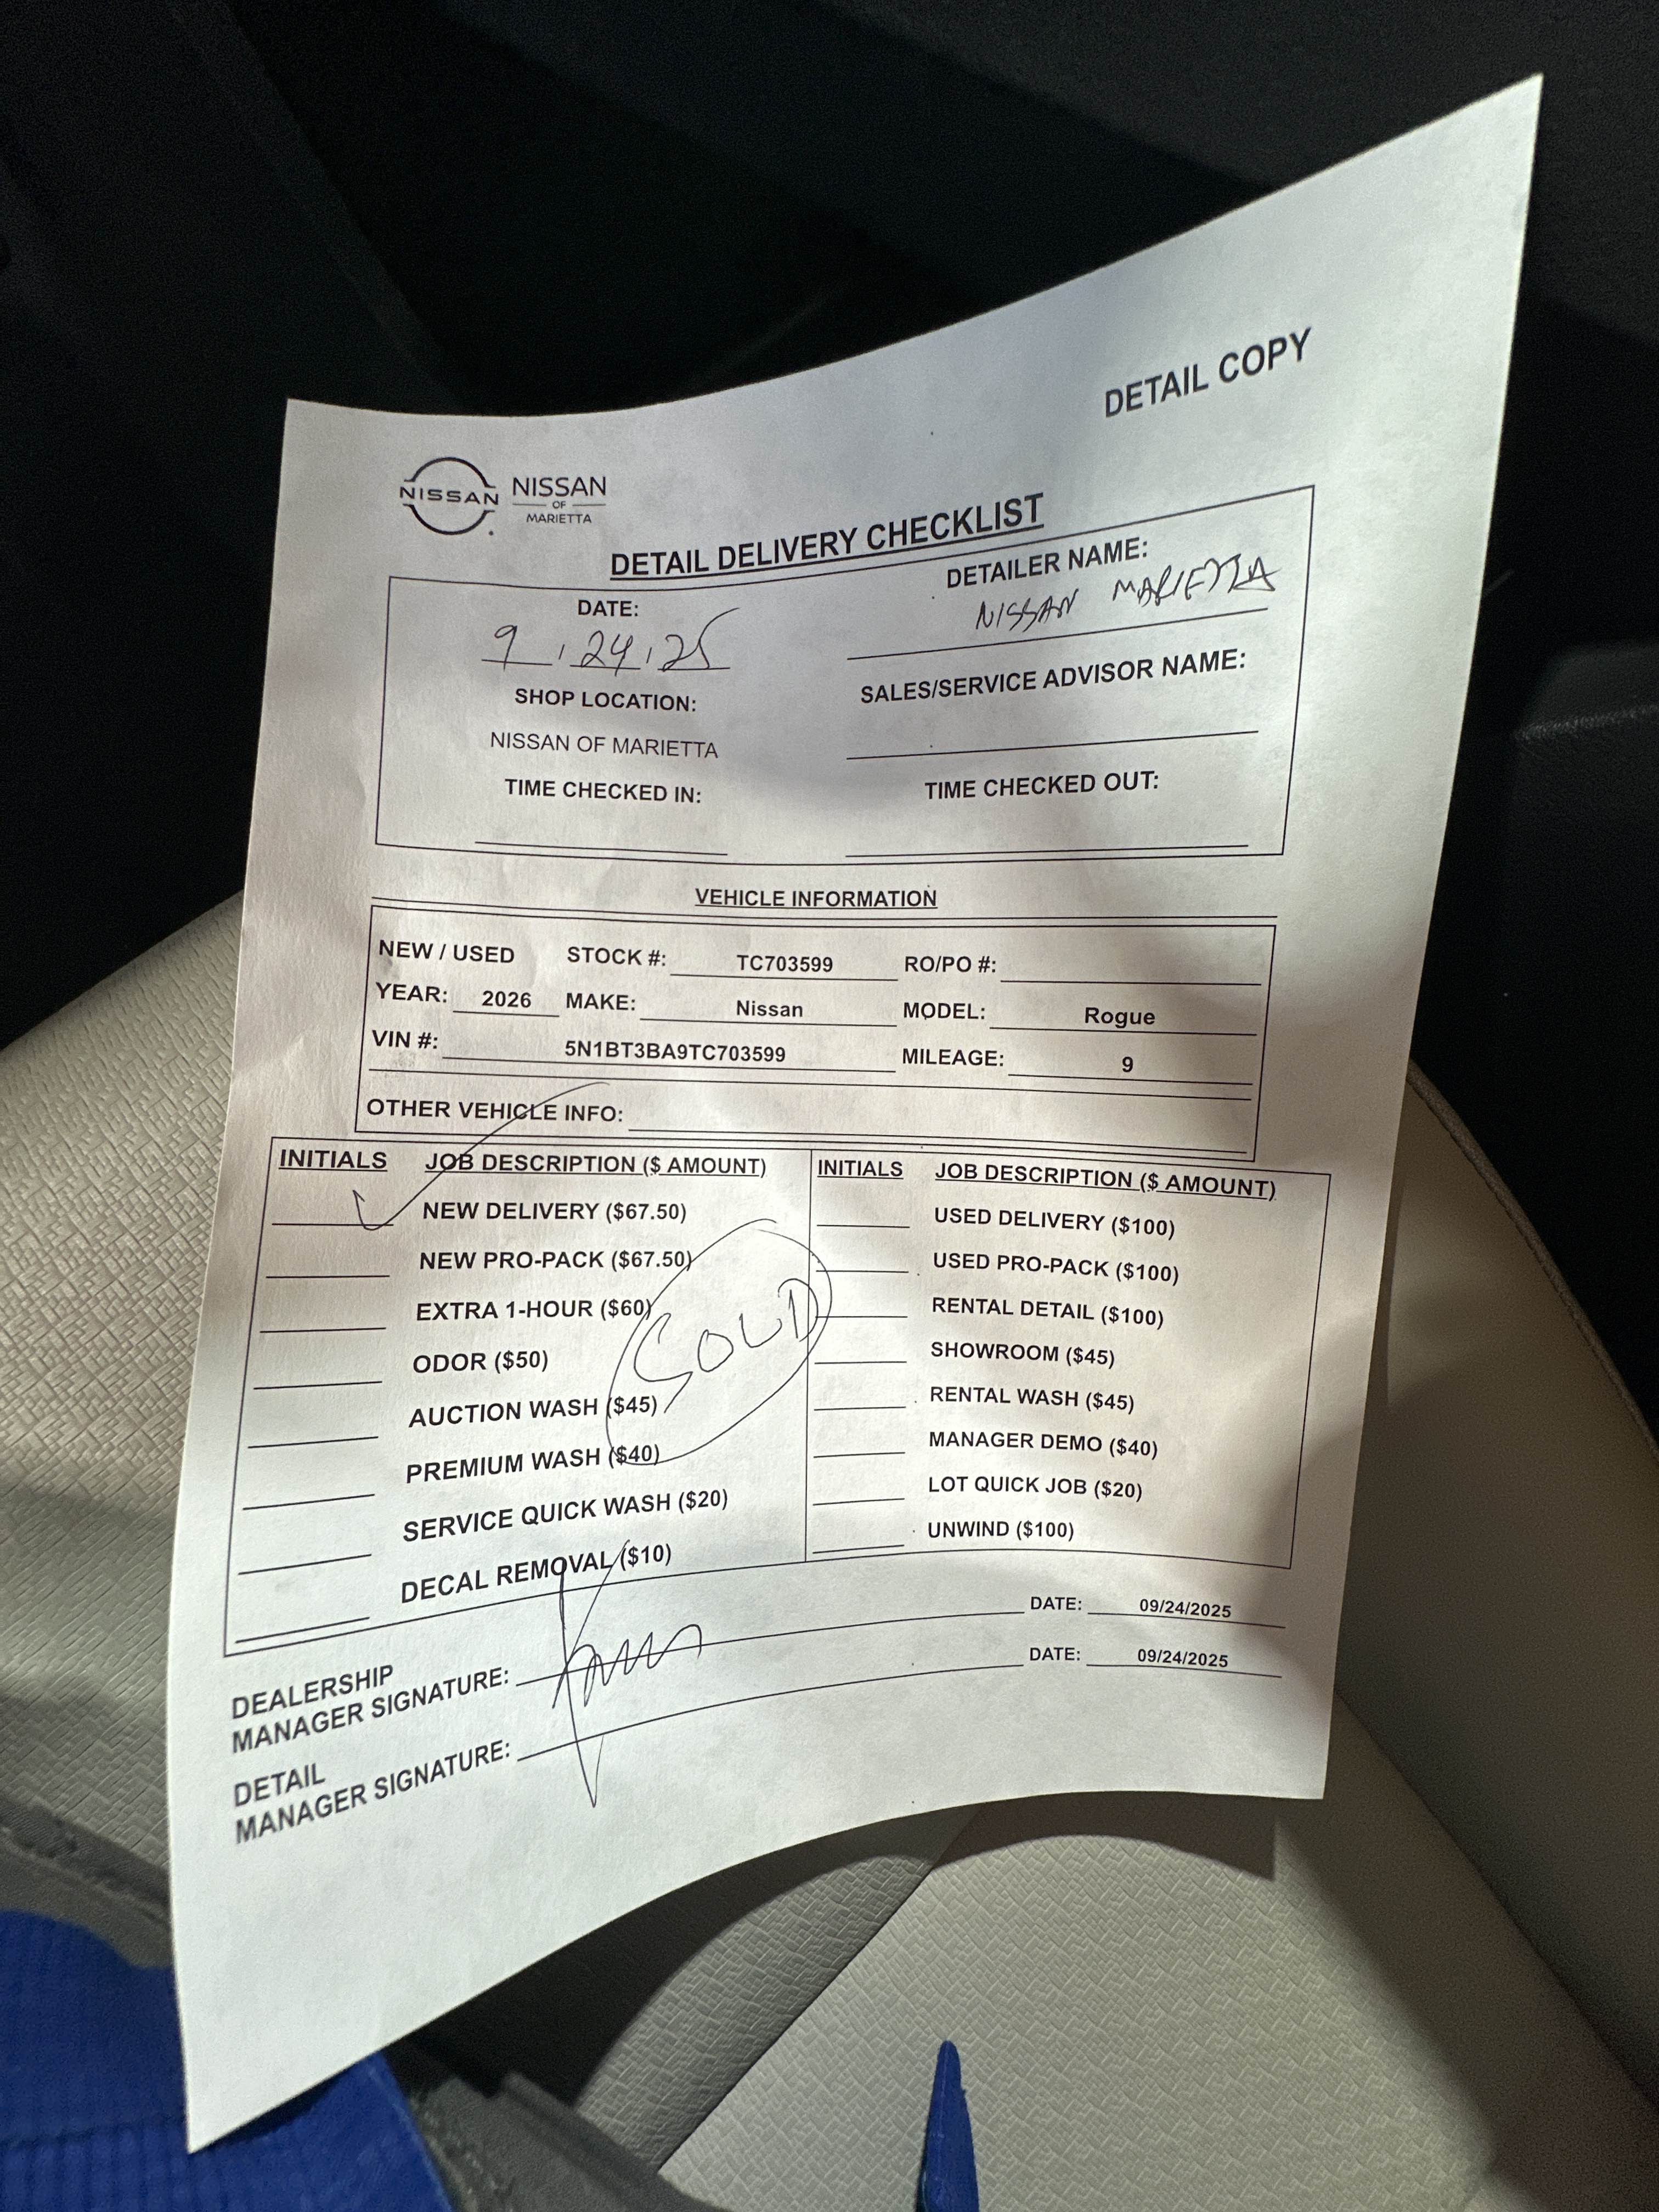 DETAIL COPY
NISSAN
NISSAN
OF
MARIETTA
DETAIL DELIVERY CHECKLIST
DATE:
9 / 24 / 25
SHOP LOCATION:
NISSAN OF MARIETTA
TIME CHECKED IN:
DETAILER NAME:
NISSAN MARIETTA
SALES/SERVICE ADVISOR NAME:
TIME CHECKED OUT:
VEHICLE INFORMATION
NEW / USED STOCK #: TC703599 RO/PO #:
YEAR: 2026 MAKE: Nissan MODEL: Rogue
VIN #: 5N1BT3BA9TC703599 MILEAGE: 9
OTHER VEHICLE INFO:
INITIALS JOB DESCRIPTION ($ AMOUNT)
NEW DELIVERY ($67.50)
NEW PRO-PACK ($67.50)
EXTRA 1-HOUR ($60)
ODOR ($50)
AUCTION WASH ($45)
PREMIUM WASH ($40)
SERVICE QUICK WASH ($20)
DECAL REMOVAL ($10)
SOLD
INITIALS JOB DESCRIPTION ($ AMOUNT)
USED DELIVERY ($100)
USED PRO-PACK ($100)
RENTAL DETAIL ($100)
SHOWROOM ($45)
RENTAL WASH ($45)
MANAGER DEMO ($40)
LOT QUICK JOB ($20)
UNWIND ($100)
DEALERSHIP
MANAGER SIGNATURE: DATE: 09/24/2025
DETAIL
MANAGER SIGNATURE: DATE: 09/24/2025